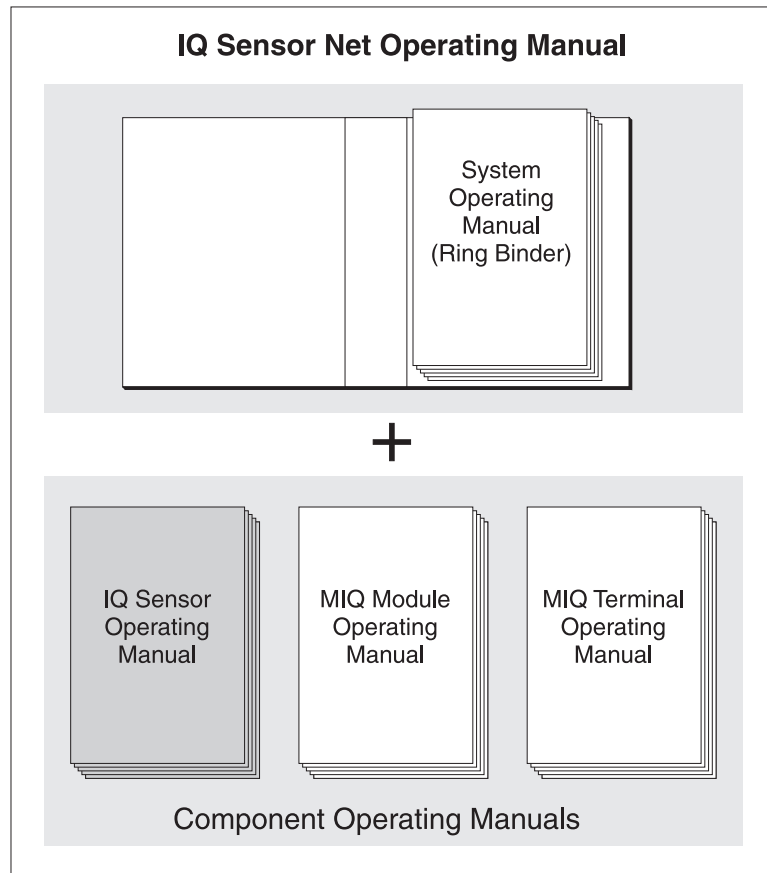 IQ Sensor Net Operating Manual
System
Operating
Manual
(Ring Binder)
+
IQ Sensor
Operating
Manual
MIQ Module
Operating
Manual
MIQ Terminal
Operating
Manual
Component Operating Manuals